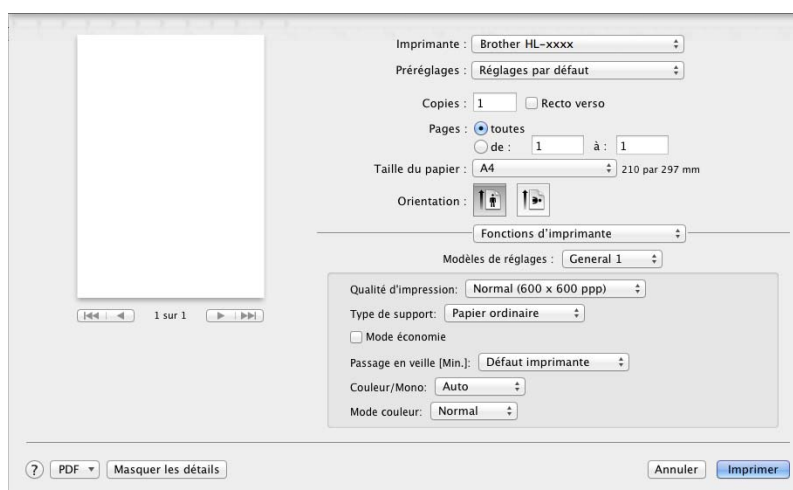 Imprimante : Brother HL-xxxx
Préréglages : Réglages par défaut
Copies : 1 Recto verso
Pages : toutes
de : 1 à : 1
Taille du papier : A4 210 par 297 mm
Orientation :
Fonctions d'imprimante
Modèles de réglages : General 1
Qualité d'impression: Normal (600 x 600 ppp)
Type de support: Papier ordinaire
Mode économie
Passage en veille [Min.]: Défaut imprimante
Couleur/Mono: Auto
Mode couleur: Normal
1 sur 1
? PDF Masquer les détails Annuler Imprimer